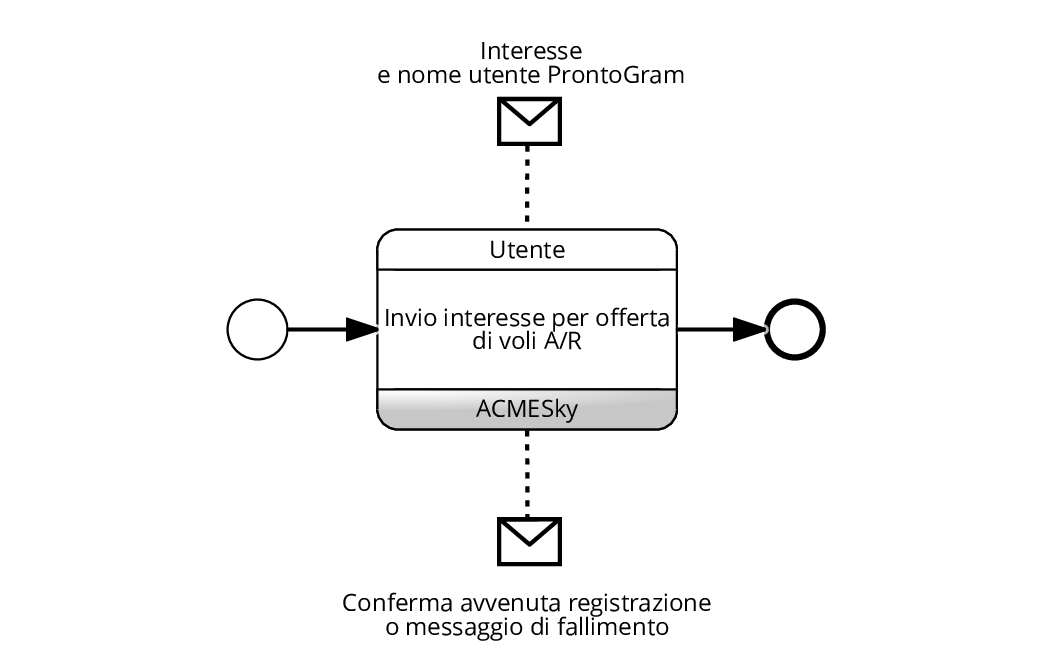 Interesse
e nome utente ProntoGram
Utente
Invio interesse per offerta
di voli A/R
ACMESky
Conferma avvenuta registrazione
o messaggio di fallimento